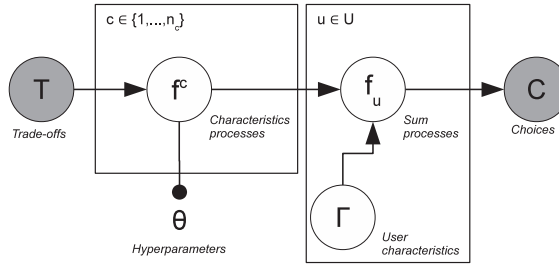 c ∈ {1,...,n_c}
u ∈ U
T
f^c
f_u
C
Trade-offs
Characteristics
processes
Sum
processes
Choices
θ
Γ
Hyperparameters
User
characteristics